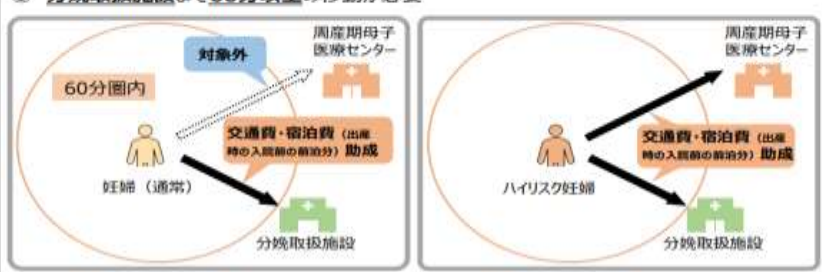 周産期母子
医療センター
対象外
60分圏内
交通費・宿泊費（出産
時の入院前の前泊分）助成
妊婦（通常）
分娩取扱施設
周産期母子
医療センター
交通費・宿泊費（出産
時の入院前の前泊分）助成
ハイリスク妊婦
分娩取扱施設